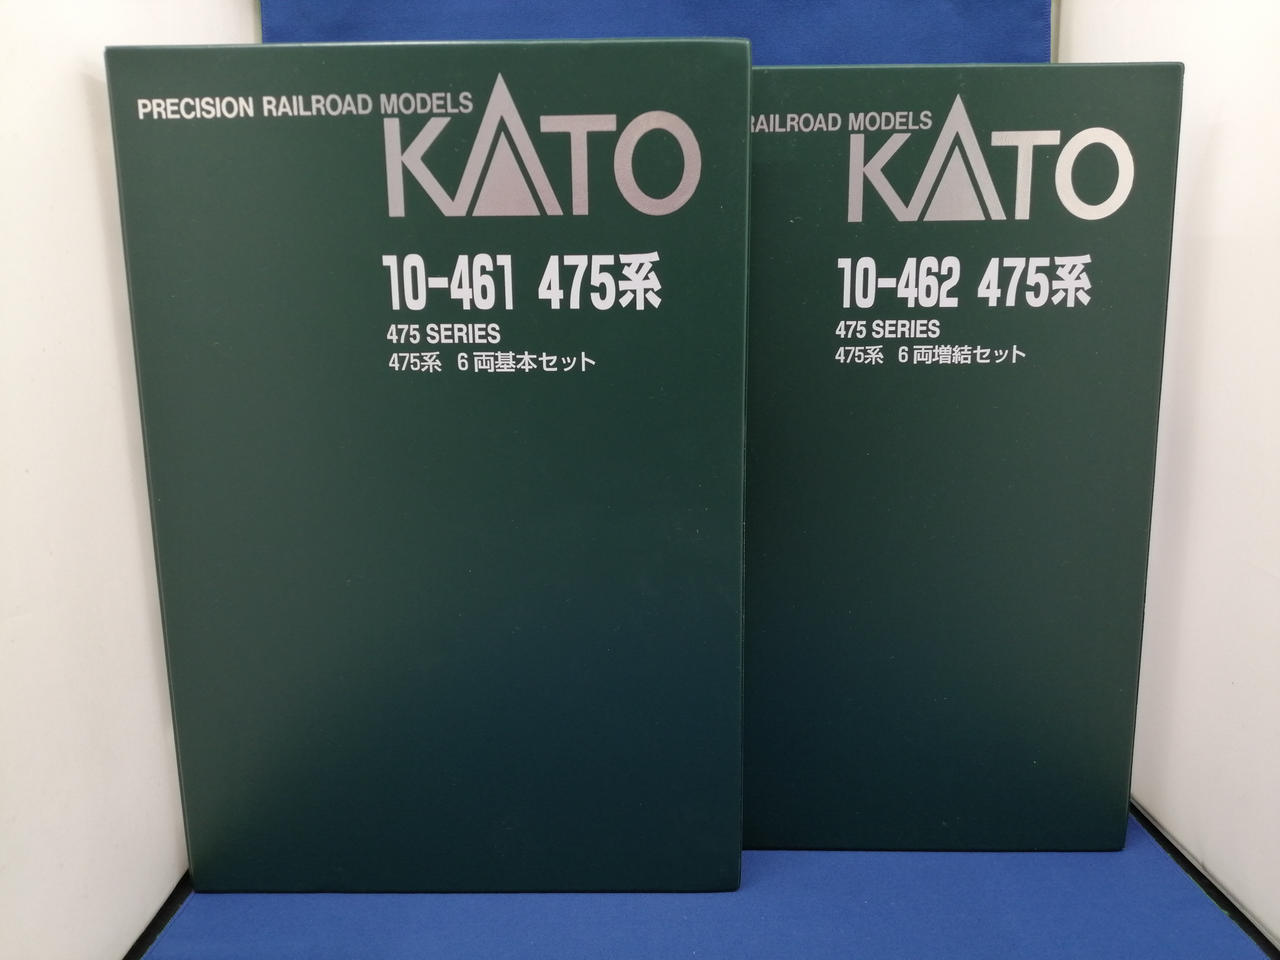 PRECISION RAILROAD MODELS
KATO
10-461 475系
475 SERIES
475系 6両基本セット
RAILROAD MODELS
KATO
10-462 475系
475 SERIES
475系 6両増結セット